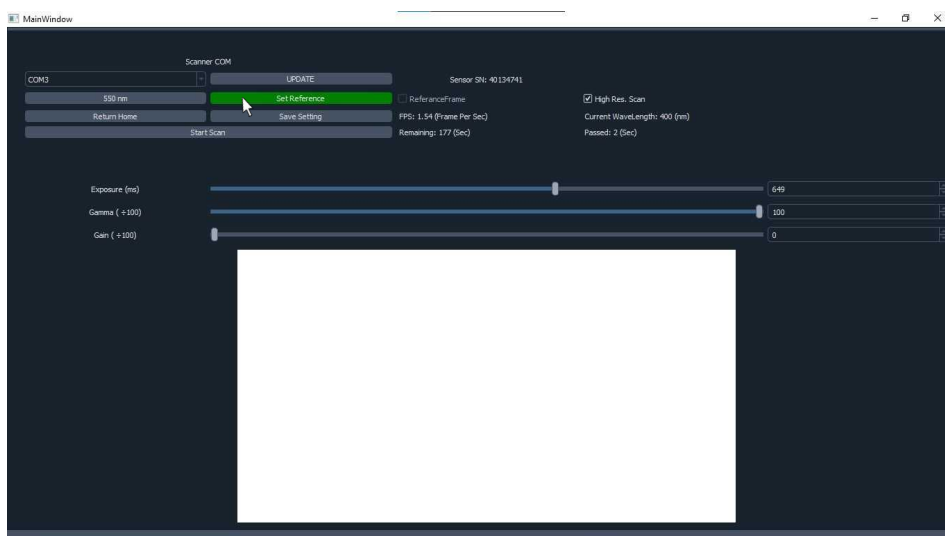 MainWindow
Scanner COM
COM3 UPDATE Sensor SN: 40134741
550 nm Set Reference ReferanceFrame High Res. Scan
Return Home Save Setting FPS: 1.54 (Frame Per Sec) Current WaveLength: 400 (nm)
Start Scan Remaining: 177 (Sec) Passed: 2 (Sec)
Exposure (ms) 649
Gamma ( ÷100) 100
Gain ( ÷100) 0